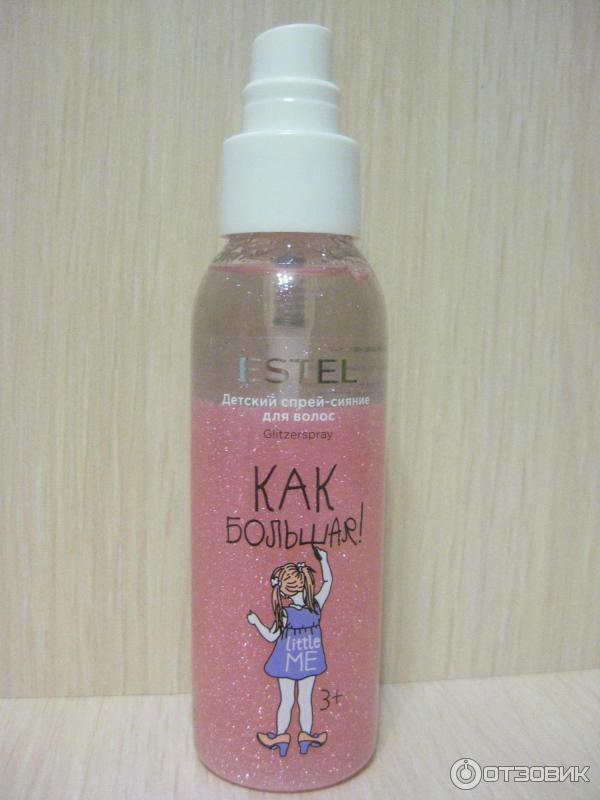 ESTEL
Детский спрей-сияние
для волос
Glitzerspray
КАК
БОЛЬШАЯ!
little
ME
3+
ОТЗОВИК